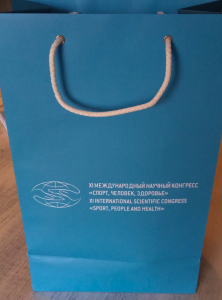 XI МЕЖДУНАРОДНЫЙ НАУЧНЫЙ КОНГРЕСС
«СПОРТ, ЧЕЛОВЕК, ЗДОРОВЬЕ»
XI INTERNATIONAL SCIENTIFIC CONGRESS
«SPORT, PEOPLE AND HEALTH»